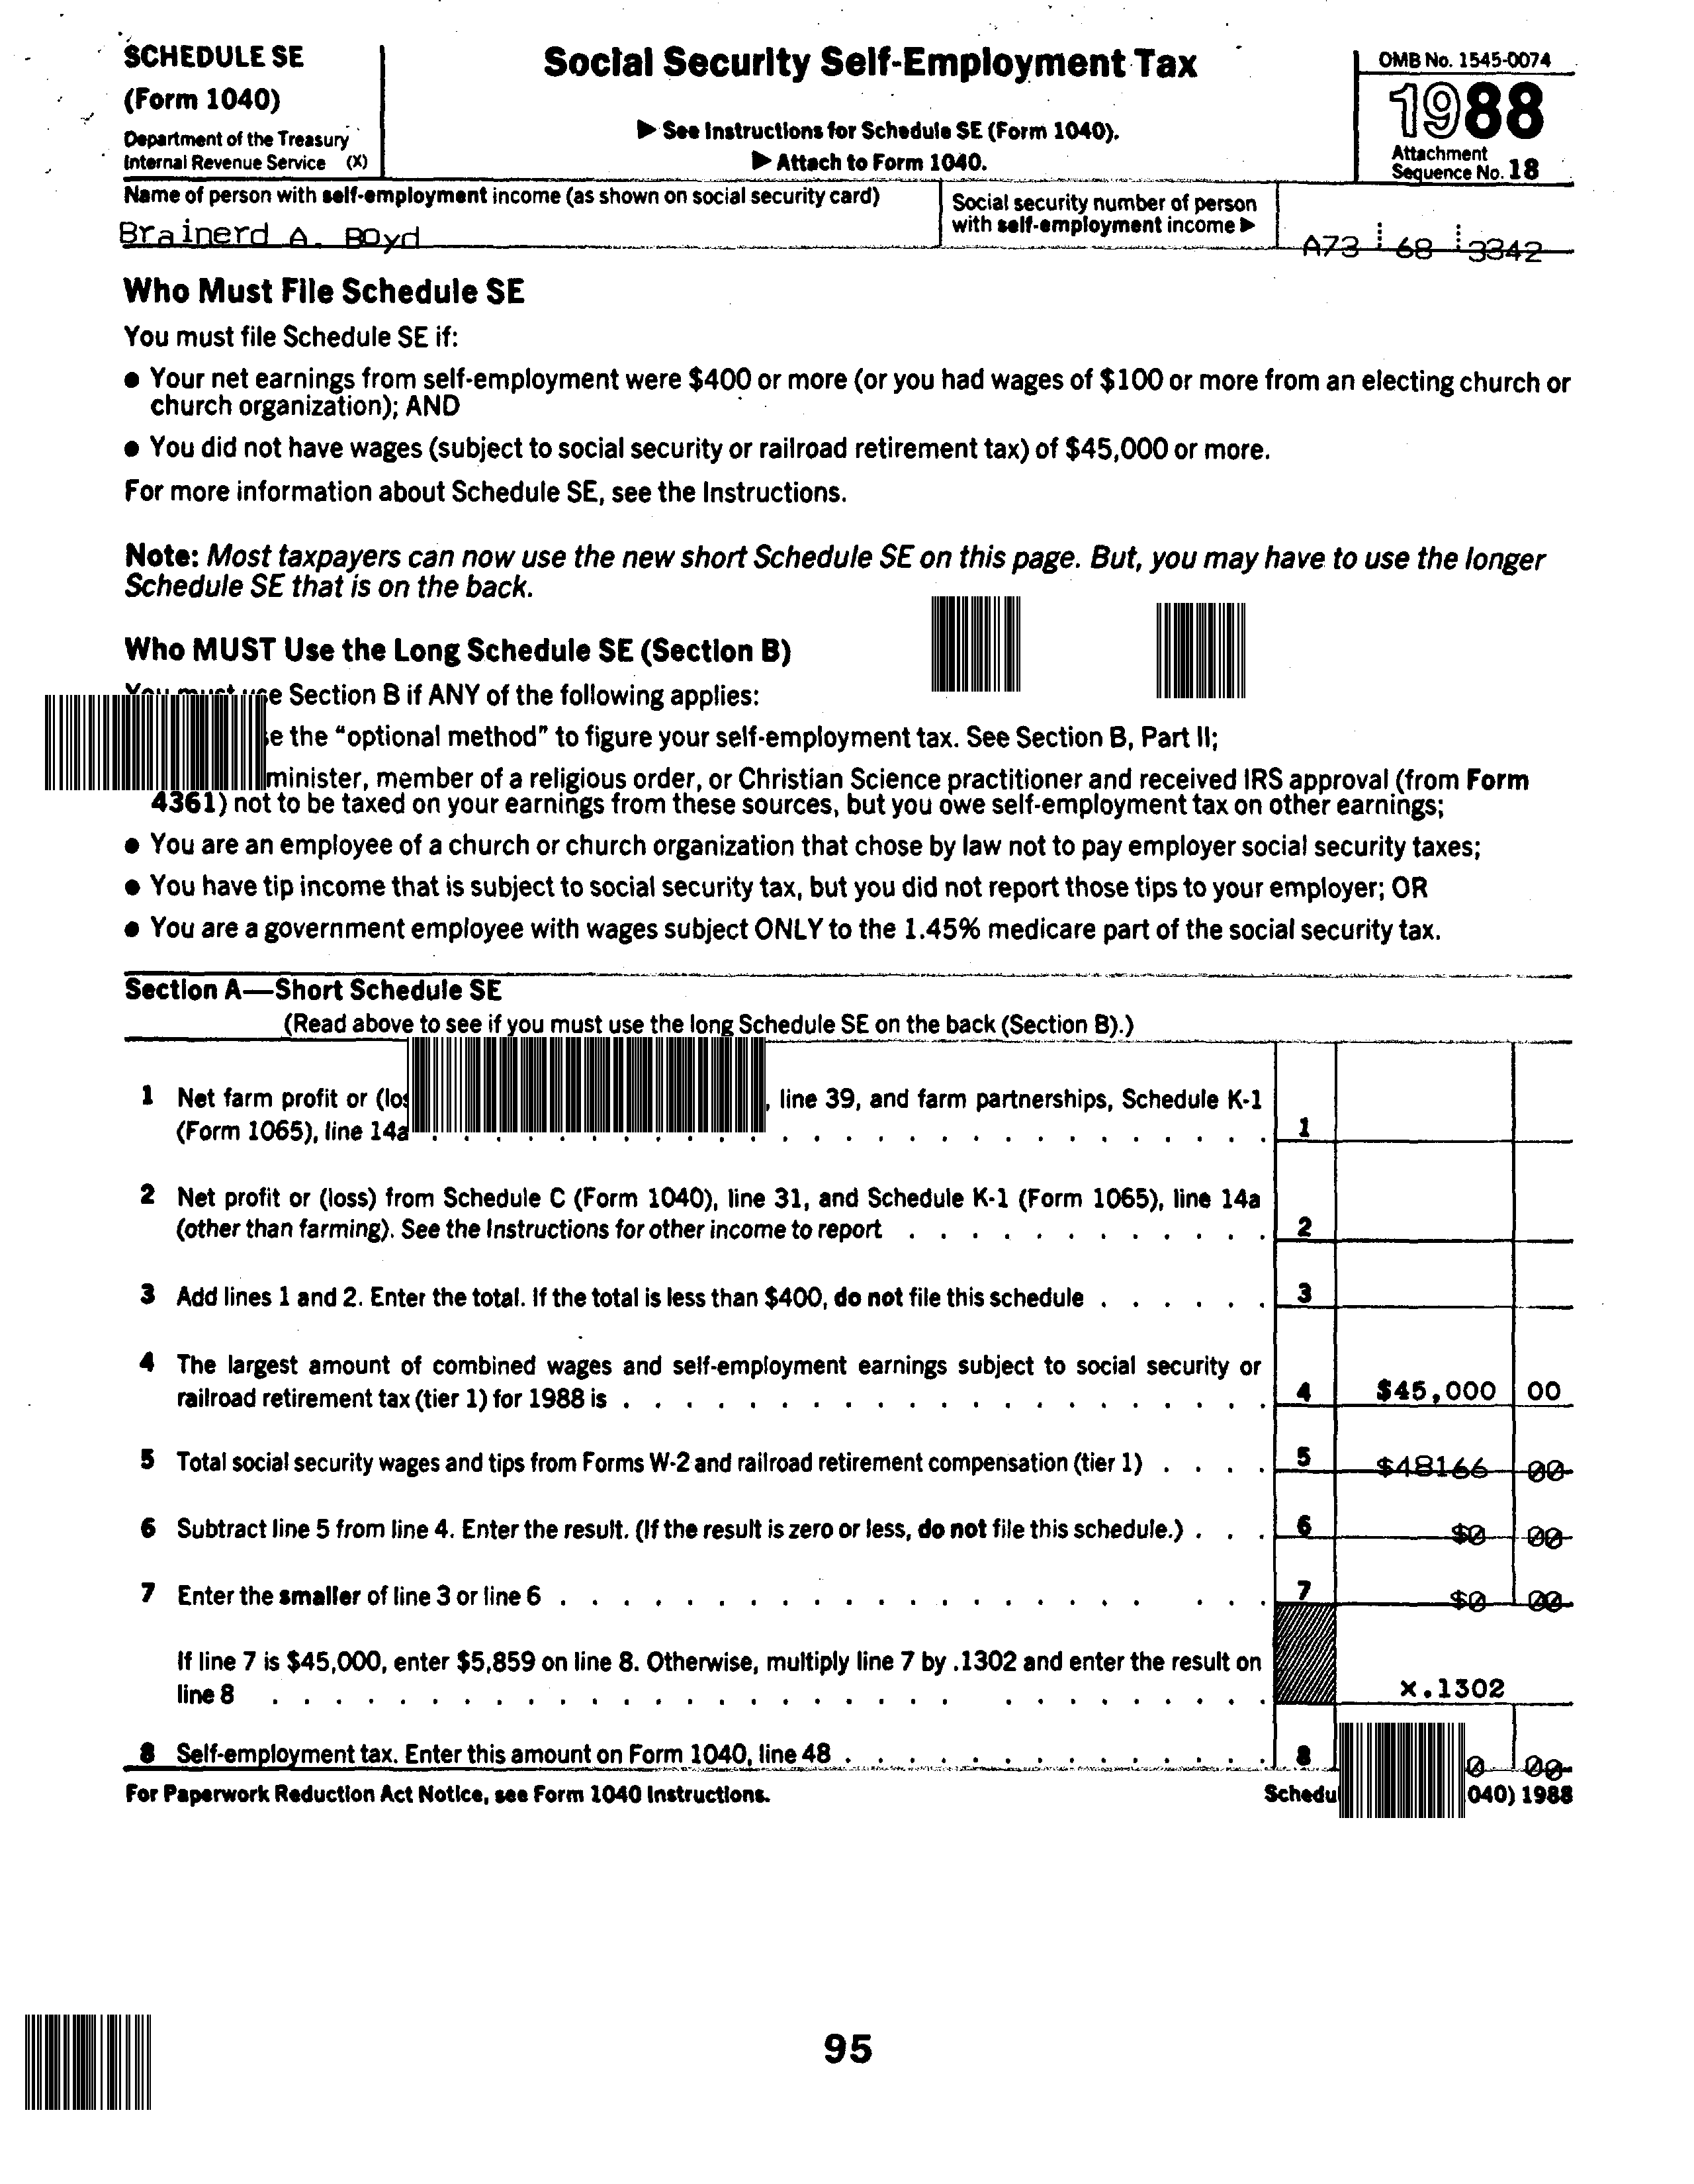 SCHEDULE SE
(Form 1040)
Department of the Treasury
Internal Revenue Service (X)
Social Security Self-Employment Tax
▶ See Instructions for Schedule SE (Form 1040).
▶ Attach to Form 1040.
OMB No. 1545-0074
1988
Attachment
Sequence No. 18
Name of person with self-employment income (as shown on social security card)
Brainerd A. Boyd
Social security number of person
with self-employment income ▶
A73 68 3342
Who Must File Schedule SE
You must file Schedule SE if:
● Your net earnings from self-employment were $400 or more (or you had wages of $100 or more from an electing church or
church organization); AND
● You did not have wages (subject to social security or railroad retirement tax) of $45,000 or more.
For more information about Schedule SE, see the Instructions.
Note: Most taxpayers can now use the new short Schedule SE on this page. But, you may have to use the longer
Schedule SE that is on the back.
Who MUST Use the Long Schedule SE (Section B)
You must use Section B if ANY of the following applies:
the "optional method" to figure your self-employment tax. See Section B, Part II;
minister, member of a religious order, or Christian Science practitioner and received IRS approval (from Form
4361) not to be taxed on your earnings from these sources, but you owe self-employment tax on other earnings;
● You are an employee of a church or church organization that chose by law not to pay employer social security taxes;
● You have tip income that is subject to social security tax, but you did not report those tips to your employer; OR
● You are a government employee with wages subject ONLY to the 1.45% medicare part of the social security tax.
Section A—Short Schedule SE
(Read above to see if you must use the long Schedule SE on the back (Section B).)
1 Net farm profit or , line 39, and farm partnerships, Schedule K-1
(Form 1065), line 14a . . . . . . . . . . . . . . . . 1
2 Net profit or (loss) from Schedule C (Form 1040), line 31, and Schedule K-1 (Form 1065), line 14a
(other than farming). See the Instructions for other income to report . . . . . . . . . . . . 2
3 Add lines 1 and 2. Enter the total. If the total is less than $400, do not file this schedule . . . . . . 3
4 The largest amount of combined wages and self-employment earnings subject to social security or
railroad retirement tax (tier 1) for 1988 is . . . . . . . . . . . . . . . . . . . . 4 $45,000 00
5 Total social security wages and tips from Forms W-2 and railroad retirement compensation (tier 1) . . . . 5 $48166 00
6 Subtract line 5 from line 4. Enter the result. (If the result is zero or less, do not file this schedule.) . . . 6 $0 00
7 Enter the smaller of line 3 or line 6 . . . . . . . . . . . . . . . . . . . . . 7 $0 00
If line 7 is $45,000, enter $5,859 on line 8. Otherwise, multiply line 7 by .1302 and enter the result on
line 8 . . . . . . . . . . . . . . . . . . . . . . . x.1302
8 Self-employment tax. Enter this amount on Form 1040, line 48 . . . . . . . . . . . . . . 8 0 00
For Paperwork Reduction Act Notice, see Form 1040 Instructions.
040) 1988
95